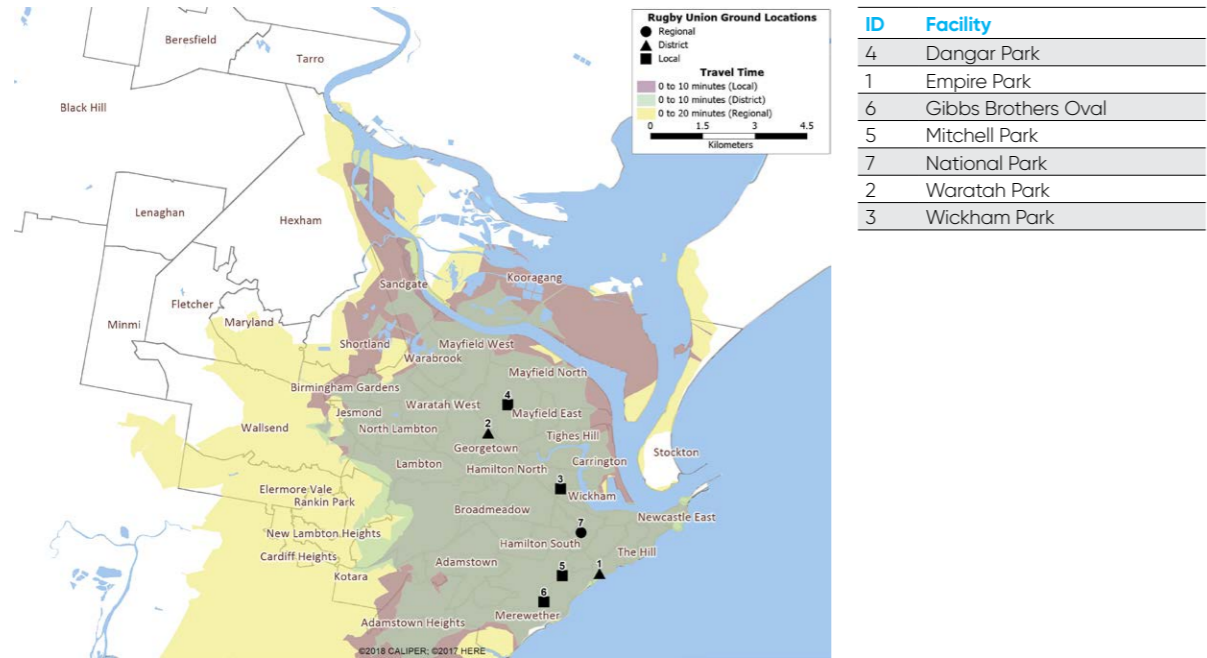 Beresfield
Tarro
Black Hill
Lenaghan
Hexham
Fletcher
Minmi
Maryland
Sandgate
Kooragang
Shortland
Mayfield West
Warabrook
Mayfield North
Birmingham Gardens
Waratah West
4
Mayfield East
Jesmond
2
Wallsend
North Lambton
Georgetown
Tighes Hill
Stockton
Lambton
Hamilton North
Carrington
3
Wickham
Elermore Vale
Rankin Park
Broadmeadow
Newcastle East
7
New Lambton Heights
Hamilton South
The Hill
Cardiff Heights
Adamstown
Kotara
5
1
6
Merewether
Adamstown Heights
©2018 CALIPER; ©2017 HERE
Rugby Union Ground Locations
Regional
District
Local
Travel Time
0 to 10 minutes (Local)
0 to 10 minutes (District)
0 to 20 minutes (Regional)
0 1.5 3 4.5
Kilometers
ID Facility
4 Dangar Park
1 Empire Park
6 Gibbs Brothers Oval
5 Mitchell Park
7 National Park
2 Waratah Park
3 Wickham Park